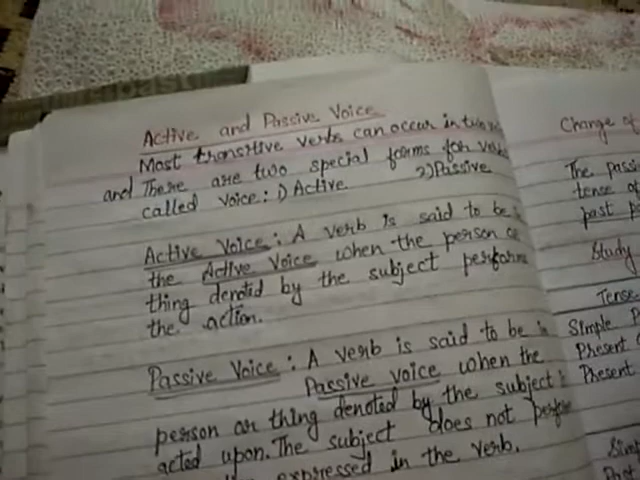 Active and Passive Voice
Most transitive verbs can occur in two
and There are two special forms for verbs
called voice: 1) Active 2) Passive
Active Voice: A verb is said to be
the Active Voice when the person or
thing denoted by the subject performs
the action.
Passive Voice: A verb is said to be in
Passive voice when the
person or thing denoted by the subject is
acted upon. The subject does not perform
expressed in the verb.
Change of
The passi
tense of
past p
Study
Tense
Simple P
Present
Present
Simp
Past